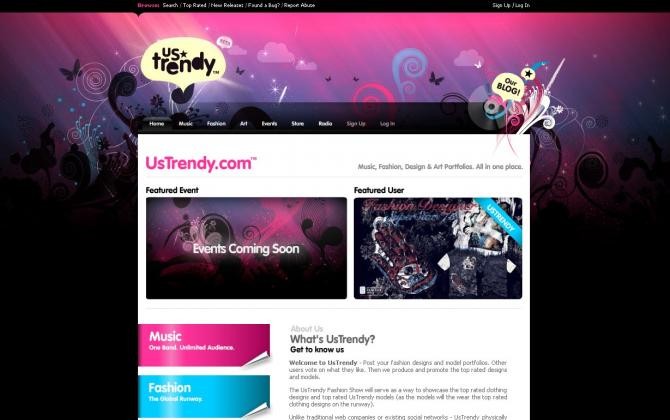 Browse: Search / Top Rated / New Releases / Found a Bug? / Report Abuse
Sign Up / Log In
US★
trendy™
BETA
OUR
BLOG!
Home Music Fashion Art Events Store Radio Sign Up Log In
UsTrendy.com™
Music, Fashion, Design & Art Portfolios. All in one place.
Featured Event
Featured User
Events Coming Soon
Fashion Designer
SuperStar
USTRENDY
Music
One Band. Unlimited Audience.
Fashion
The Global Runway.
About Us
What's UsTrendy?
Get to know us
Welcome to UsTrendy - Post your fashion designs and model portfolios. Other
users vote on what they like. Then we produce and promote the top rated designs
and models.
The UsTrendy Fashion Show will serve as a way to showcase the top rated clothing
designs and top rated UsTrendy models (as the models will wear the top rated
clothing designs on the runway).
Unlike traditional web companies or existing social networks - UsTrendy physically